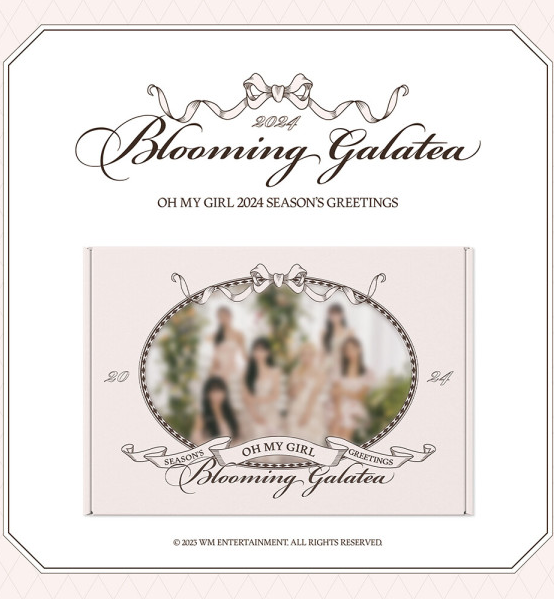 2024
Blooming Galatea
OH MY GIRL 2024 SEASON'S GREETINGS
20 24
SEASON'S OH MY GIRL GREETINGS
Blooming Galatea
© 2023 WM ENTERTAINMENT. ALL RIGHTS RESERVED.